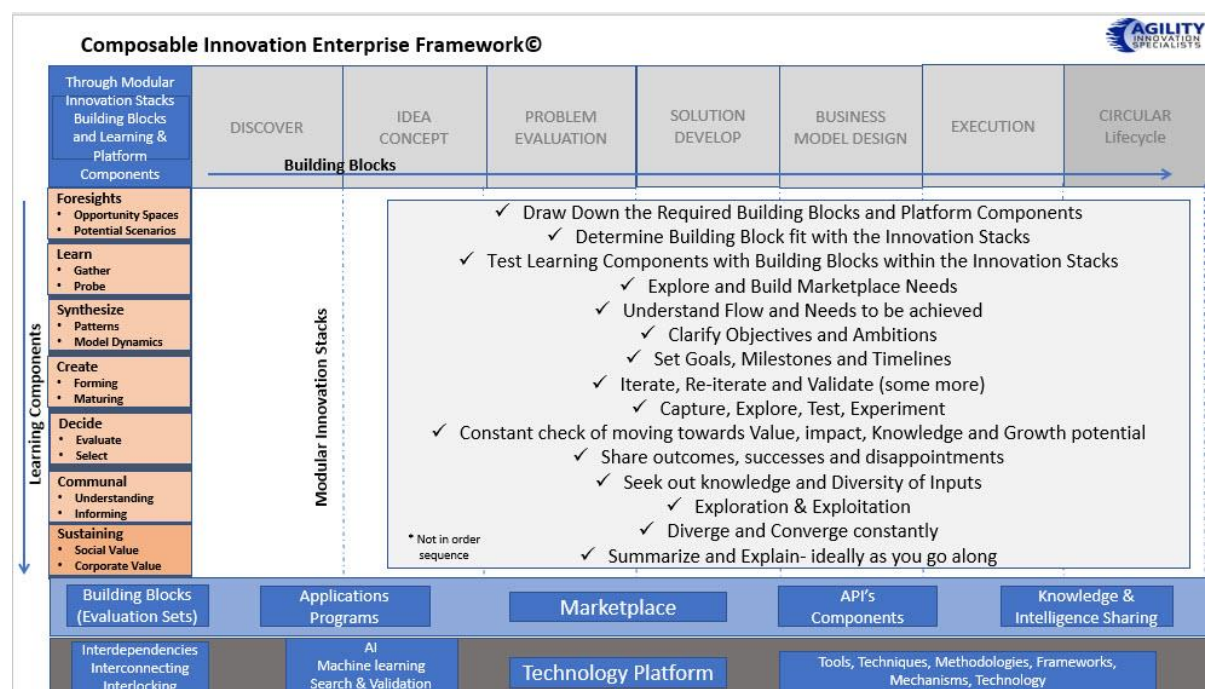 AGILITY
INNOVATION
SPECIALISTS
Composable Innovation Enterprise Framework©
Through Modular
Innovation Stacks
Building Blocks
and Learning &
Platform
Components
DISCOVER
IDEA
CONCEPT
PROBLEM
EVALUATION
SOLUTION
DEVELOP
BUSINESS
MODEL DESIGN
EXECUTION
CIRCULAR
Lifecycle
Building Blocks
Learning Components
Foresights
• Opportunity Spaces
• Potential Scenarios
Learn
• Gather
• Probe
Synthesize
• Patterns
• Model Dynamics
Create
• Forming
• Maturing
Decide
• Evaluate
• Select
Communal
• Understanding
• Informing
Sustaining
• Social Value
• Corporate Value
Modular Innovation Stacks
✓ Draw Down the Required Building Blocks and Platform Components
✓ Determine Building Block fit with the Innovation Stacks
✓ Test Learning Components with Building Blocks within the Innovation Stacks
✓ Explore and Build Marketplace Needs
✓ Understand Flow and Needs to be achieved
✓ Clarify Objectives and Ambitions
✓ Set Goals, Milestones and Timelines
✓ Iterate, Re-iterate and Validate (some more)
✓ Capture, Explore, Test, Experiment
✓ Constant check of moving towards Value, impact, Knowledge and Growth potential
✓ Share outcomes, successes and disappointments
✓ Seek out knowledge and Diversity of Inputs
✓ Exploration & Exploitation
✓ Diverge and Converge constantly
✓ Summarize and Explain- ideally as you go along
* Not in order
sequence
Building Blocks
(Evaluation Sets)
Applications
Programs
Marketplace
API's
Components
Knowledge &
Intelligence Sharing
Interdependencies
Interconnecting
Interlocking
AI
Machine learning
Search & Validation
Technology Platform
Tools, Techniques, Methodologies, Frameworks,
Mechanisms, Technology